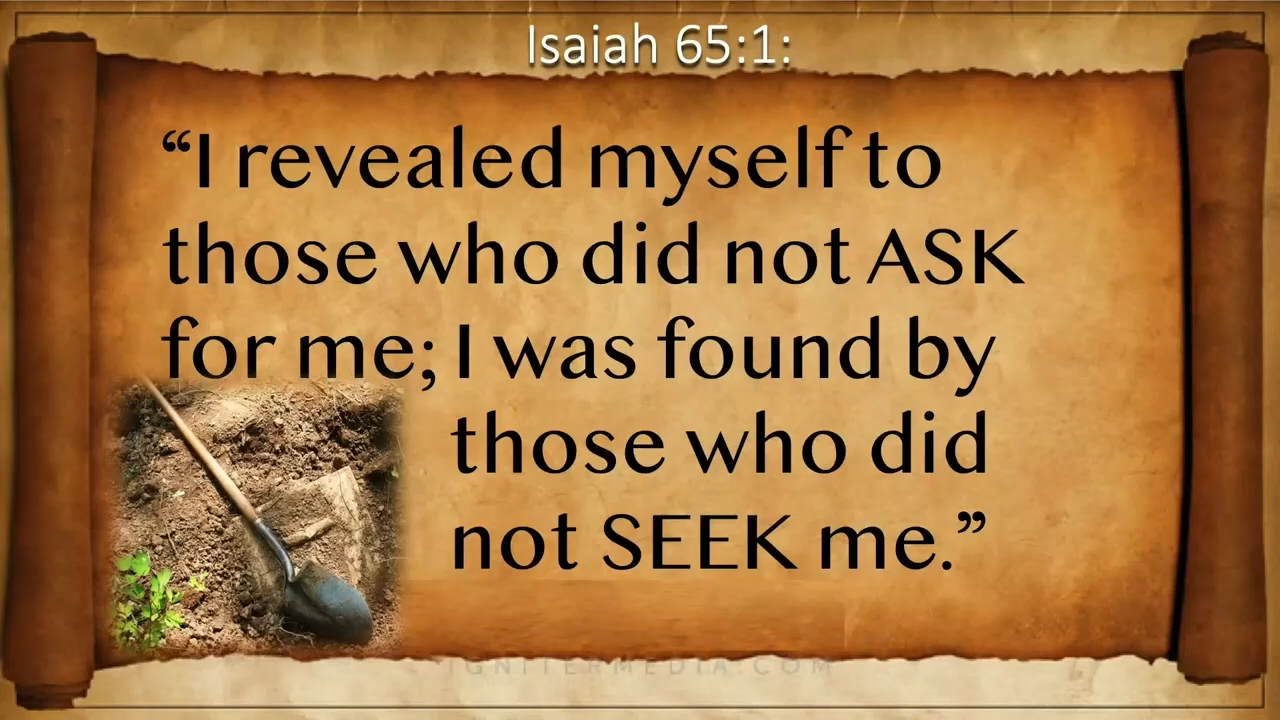 Isaiah 65:1:
“I revealed myself to
those who did not ASK
for me; I was found by
those who did
not SEEK me.”
IGNITERMEDIA.COM